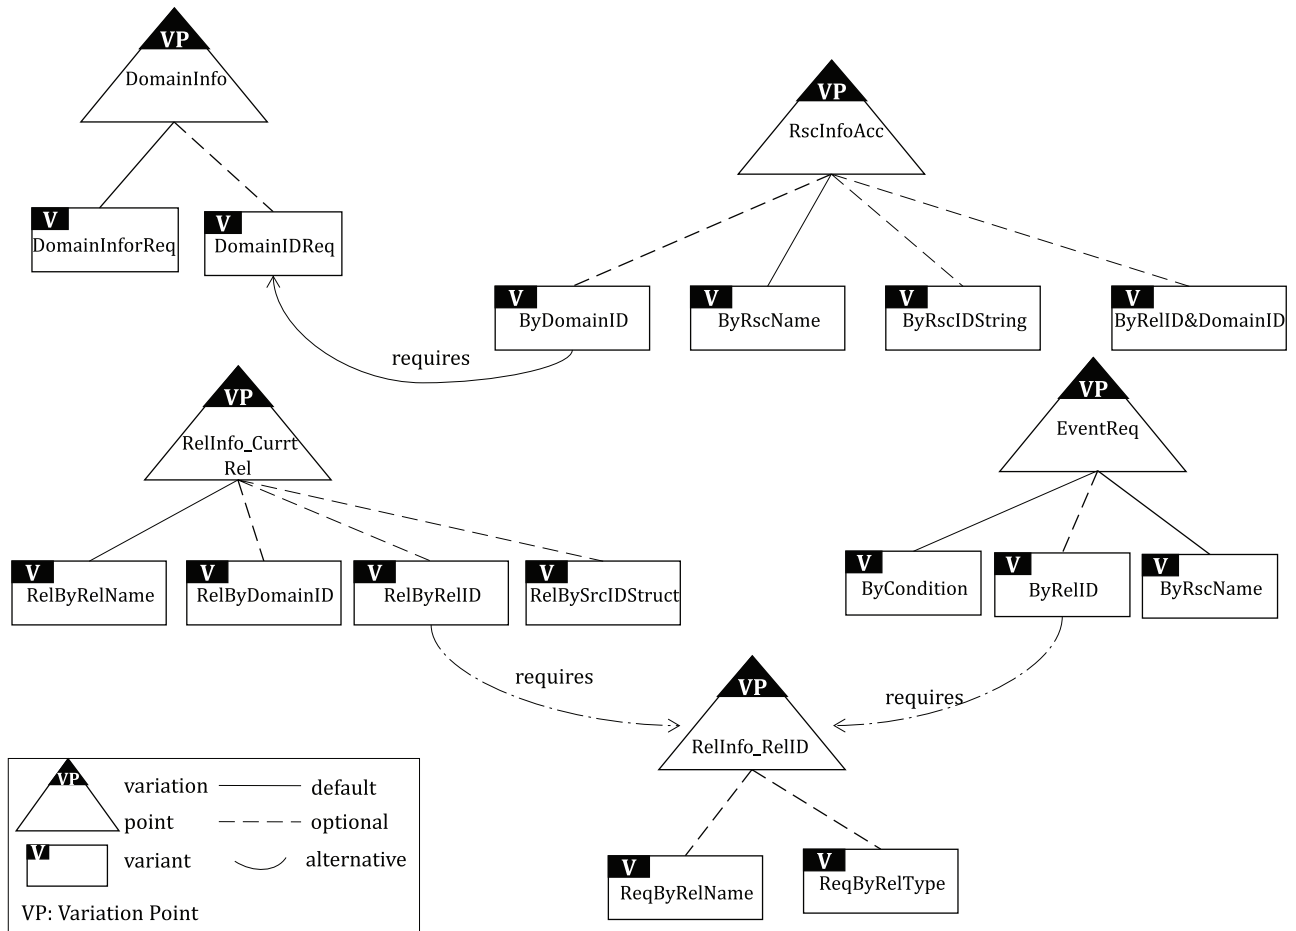 VP
DomainInfo
V
DomainInforReq
V
DomainIDReq
VP
RscInfoAcc
V
ByDomainID
V
ByRscName
V
ByRscIDString
V
ByRelID&DomainID
requires
VP
RelInfo_Currt
Rel
V
RelByRelName
V
RelByDomainID
V
RelByRelID
V
RelBySrcIDStruct
VP
EventReq
V
ByCondition
V
ByRelID
V
ByRscName
requires
requires
VP
RelInfo_RelID
V
ReqByRelName
V
ReqByRelType
VP
variation
point
default
optional
V
variant
alternative
VP: Variation Point